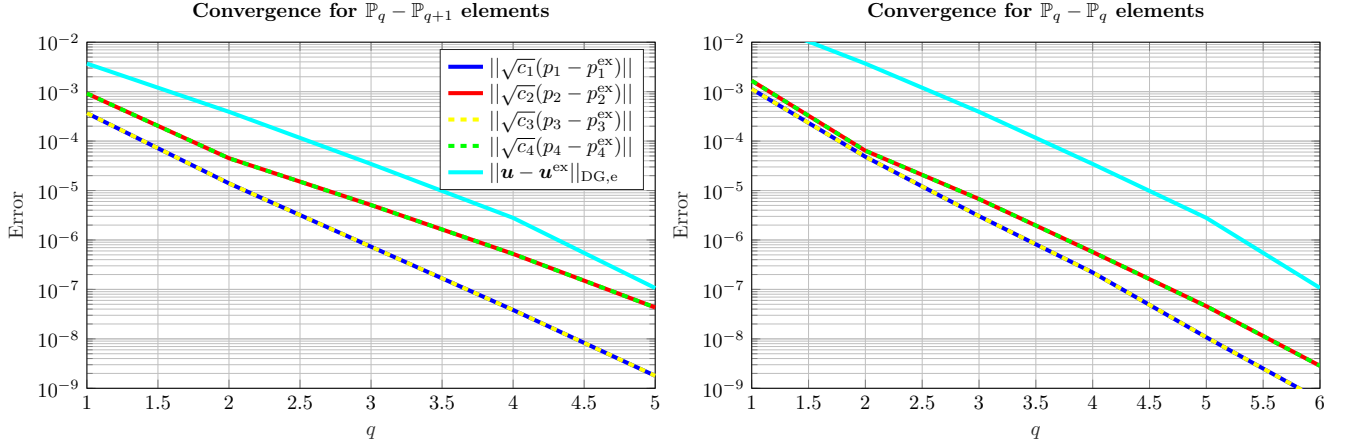 Convergence for ℙ_q − ℙ_{q+1} elements
10^{−2}
10^{−3}
10^{−4}
10^{−5}
10^{−6}
10^{−7}
10^{−8}
10^{−9}
Error
1 1.5 2 2.5 3 3.5 4 4.5 5
q
||√c_1(p_1 − p_1^{ex})||
||√c_2(p_2 − p_2^{ex})||
||√c_3(p_3 − p_3^{ex})||
||√c_4(p_4 − p_4^{ex})||
||u − u^{ex}||_{DG,e}
Convergence for ℙ_q − ℙ_q elements
10^{−2}
10^{−3}
10^{−4}
10^{−5}
10^{−6}
10^{−7}
10^{−8}
10^{−9}
Error
1 1.5 2 2.5 3 3.5 4 4.5 5 5.5 6
q